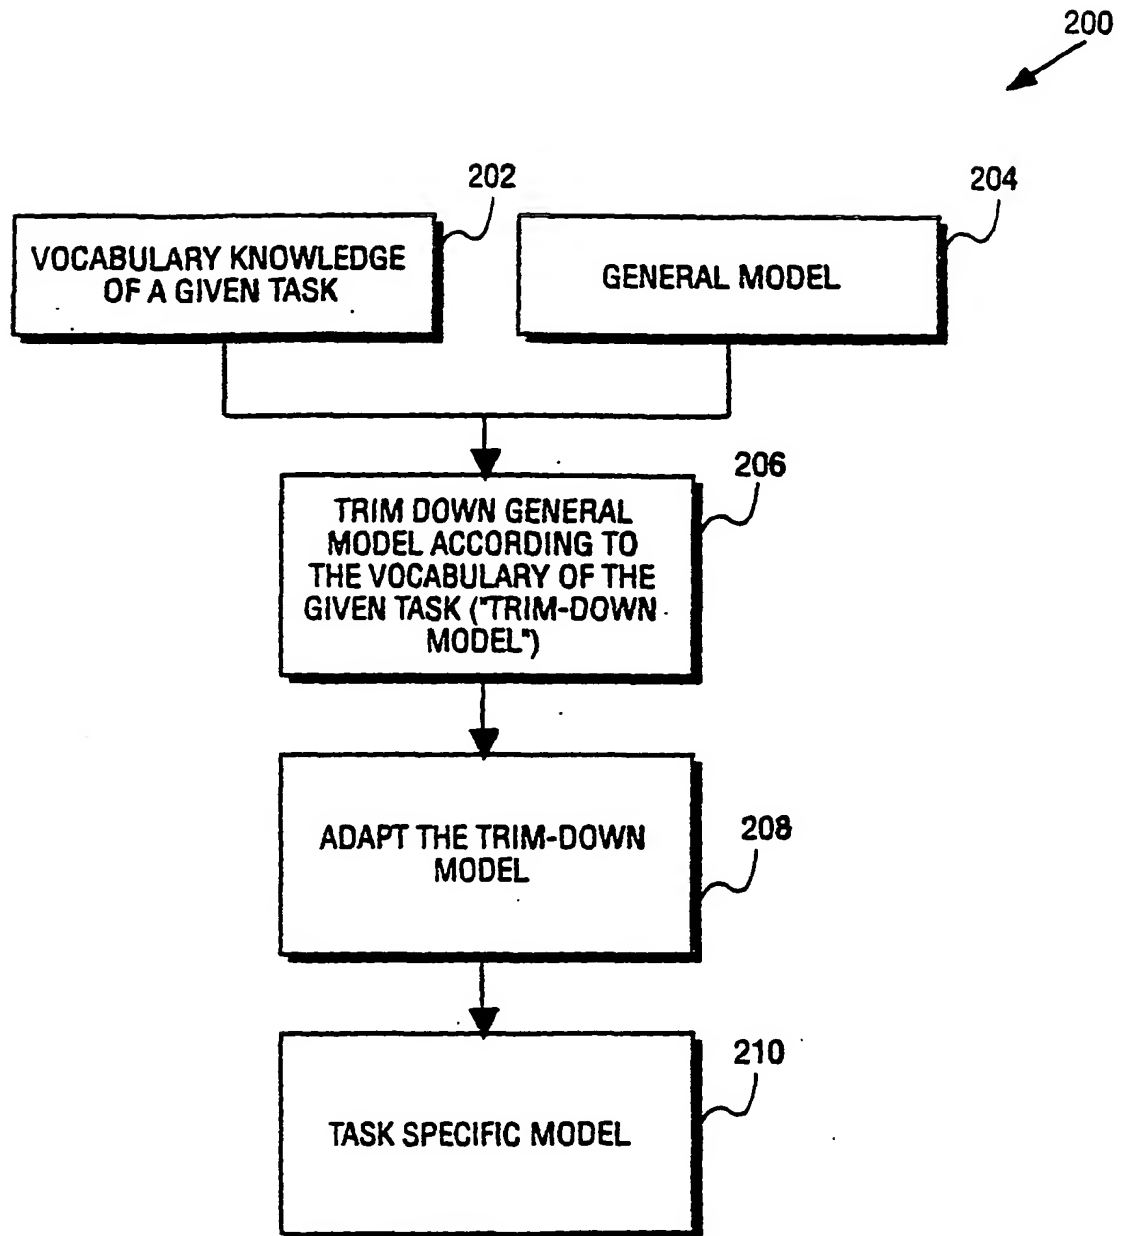 200
202
204
VOCABULARY KNOWLEDGE
OF A GIVEN TASK
GENERAL MODEL
206
TRIM DOWN GENERAL
MODEL ACCORDING TO
THE VOCABULARY OF THE
GIVEN TASK ("TRIM-DOWN
MODEL")
208
ADAPT THE TRIM-DOWN
MODEL
210
TASK SPECIFIC MODEL